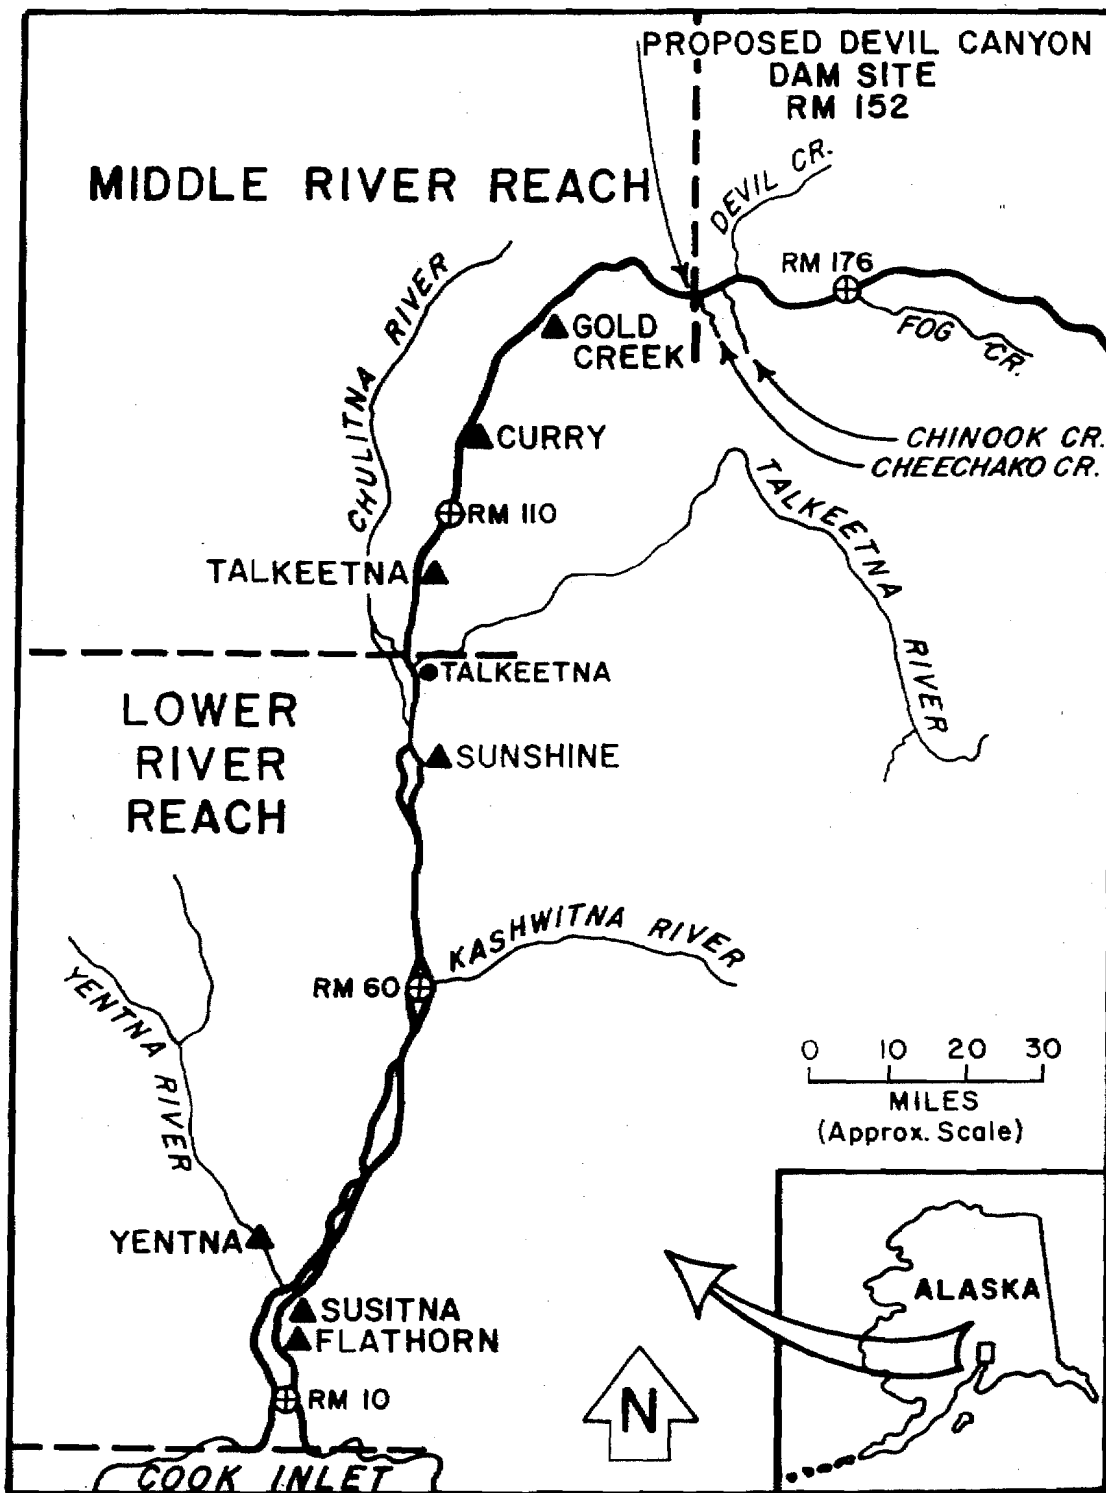 PROPOSED DEVIL CANYON
DAM SITE
RM 152
MIDDLE RIVER REACH
DEVIL CR.
RM 176
CHULITNA RIVER
GOLD
CREEK
FOG CR.
CURRY
CHINOOK CR.
CHEECHAKO CR.
RM 110
TALKEETNA RIVER
TALKEETNA
TALKEETNA
LOWER
RIVER
REACH
SUNSHINE
KASHWITNA RIVER
RM 60
YENTNA RIVER
0 10 20 30
MILES
(Approx. Scale)
YENTNA
ALASKA
SUSITNA
FLATHORN
RM 10
N
COOK INLET